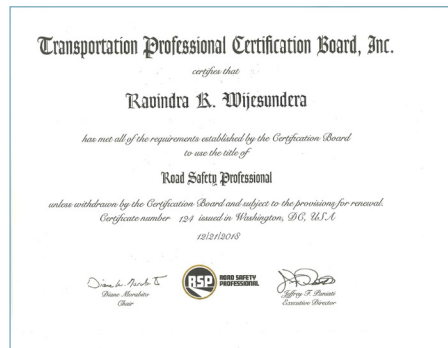 Transportation Professional Certification Board, Inc.
certifies that
Ravindra K. Wijesundera
has met all of the requirements established by the Certification Board
to use the title of
Road Safety Professional
unless withdrawn by the Certification Board and subject to the provisions for renewal.
Certificate number 124 issued in Washington, DC, USA
12/21/2018
RSP ROAD SAFETY
PROFESSIONAL
Diane Morabito
Chair
Jeffrey F. Paniati
Executive Director